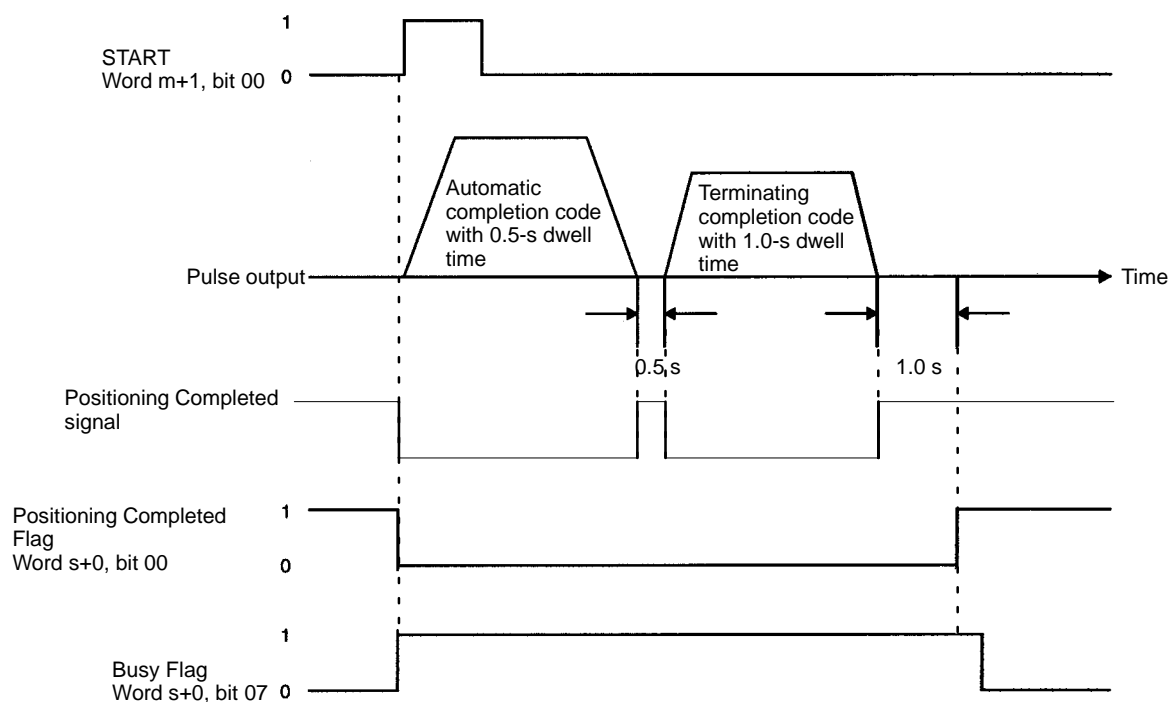 1
START
Word m+1, bit 00
0
Automatic
completion code
with 0.5-s dwell
time
Terminating
completion code
with 1.0-s dwell
time
Pulse output
Time
0.5 s
1.0 s
Positioning Completed
signal
Positioning Completed
Flag
Word s+0, bit 00
1
0
1
Busy Flag
Word s+0, bit 07
0